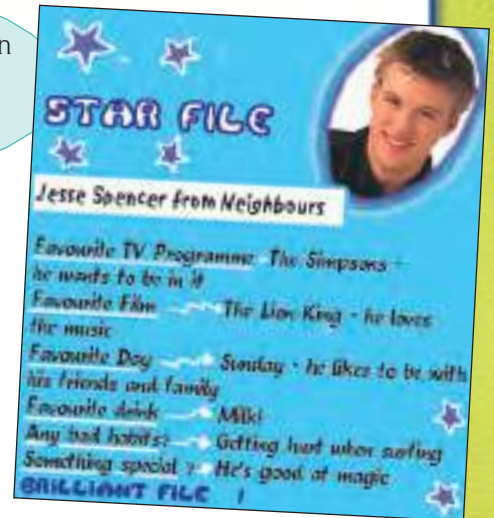 n
STAR FILE
Jesse Spencer from Neighbours
Favourite TV Programme The Simpsons -
he wants to be in it
Favourite Film The Lion King - he loves
the music
Favourite Day Sunday - he likes to be with
his friends and family
Favourite drink Milk!
Any bad habits? Getting hurt when surfing
Something special? He's good at magic
BRILLIANT FILE !